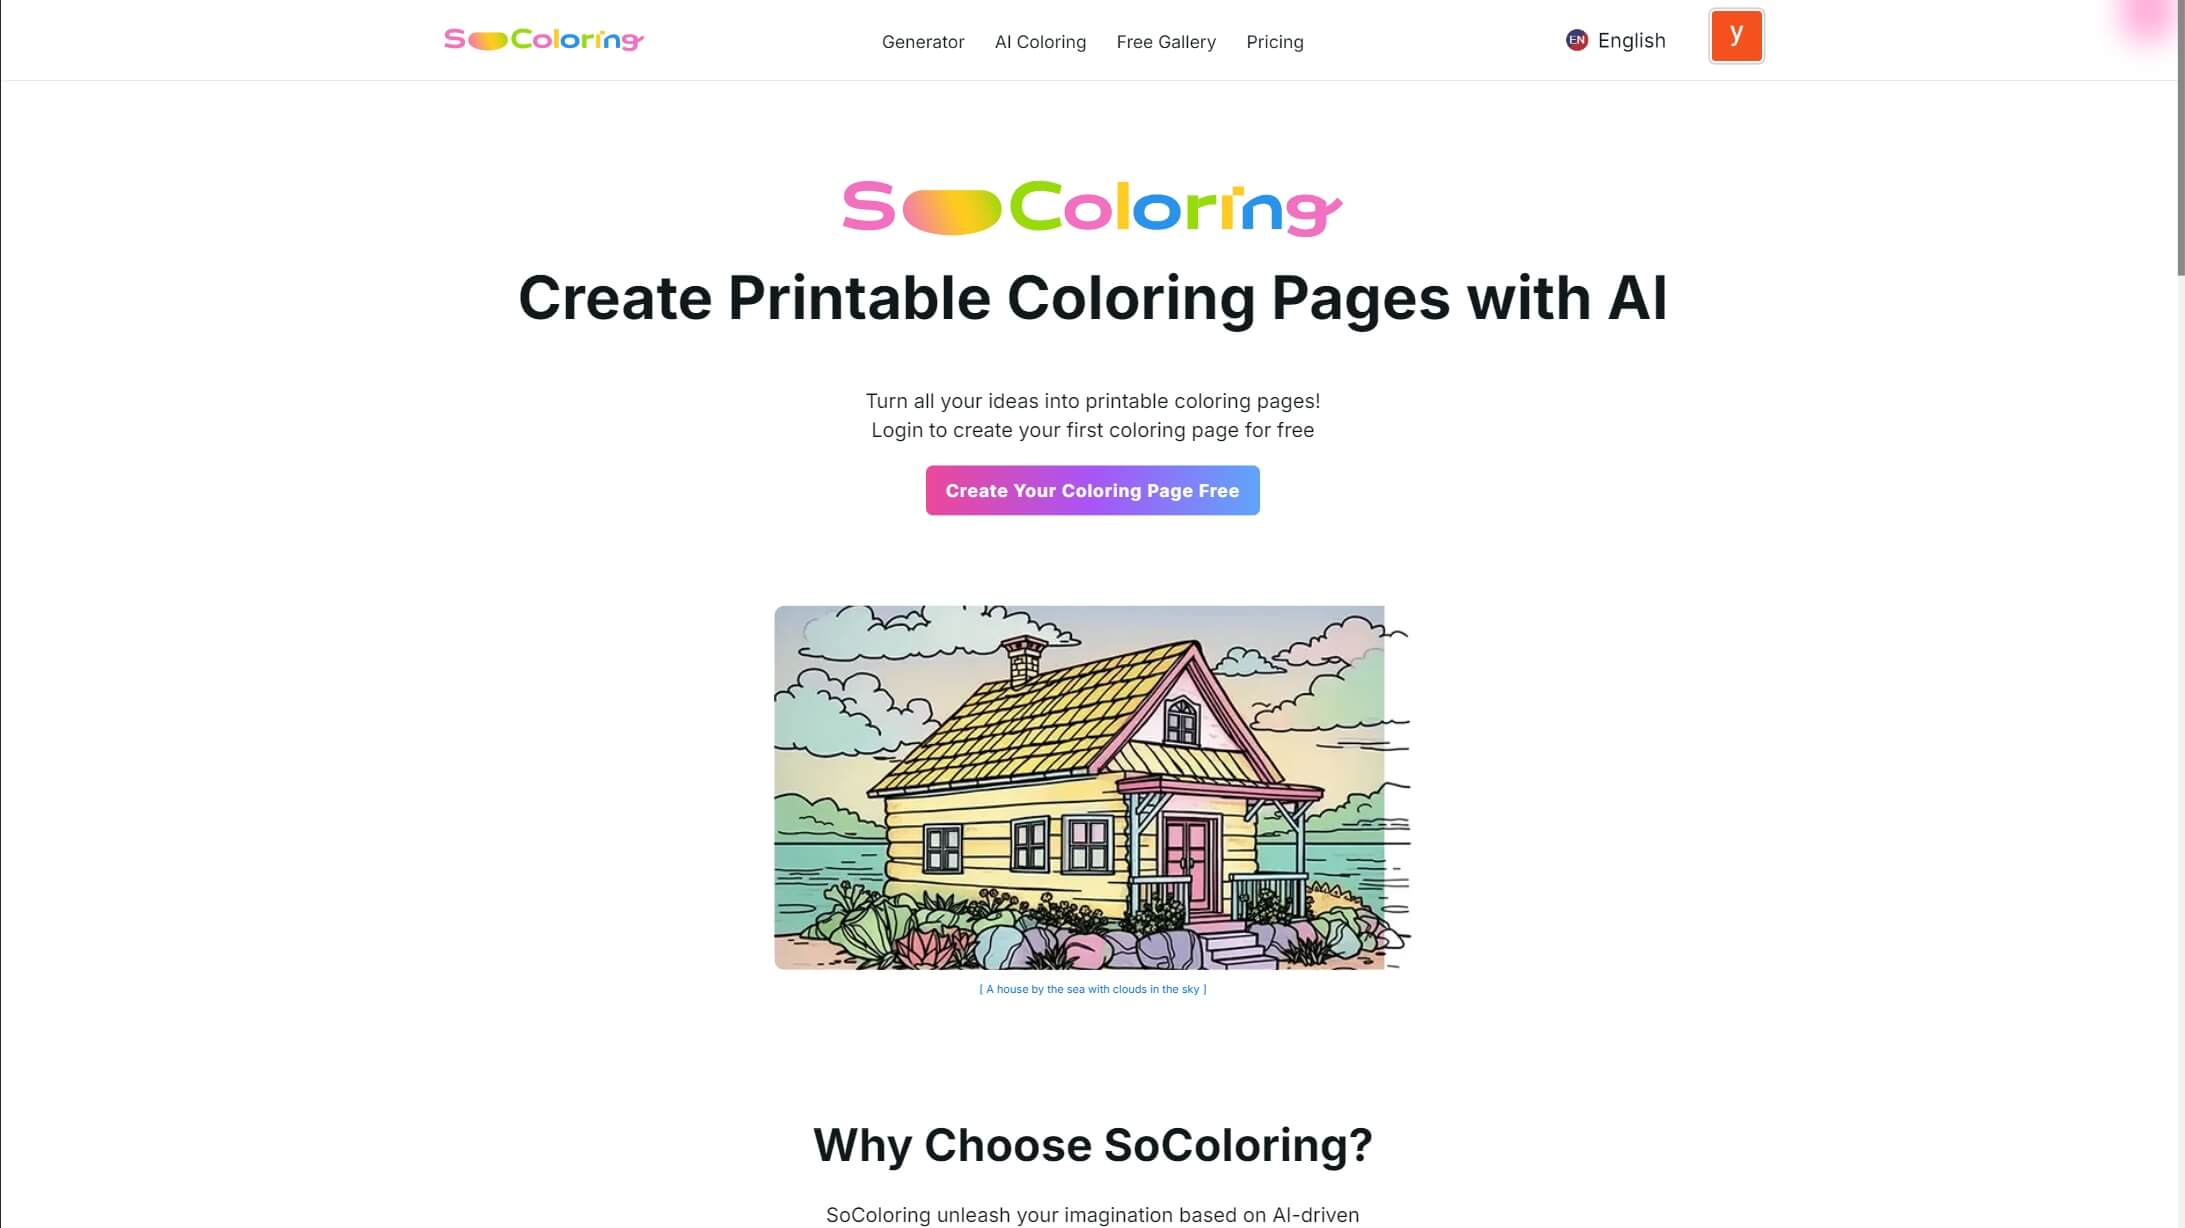 SoColoring
Generator
AI Coloring
Free Gallery
Pricing
EN
English
y
SoColoring
Create Printable Coloring Pages with AI
Turn all your ideas into printable coloring pages!
Login to create your first coloring page for free
Create Your Coloring Page Free
[ A house by the sea with clouds in the sky ]
Why Choose SoColoring?
SoColoring unleash your imagination based on AI-driven